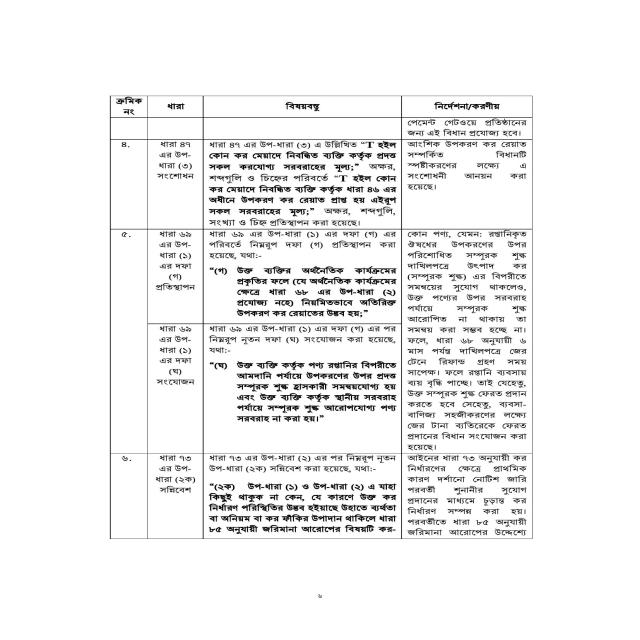 ক্রমিক নং
ধারা
বিষয়বস্তু
নির্দেশনা/করণীয়
পেমেন্ট গেটওয়ে প্রতিষ্ঠানের
জন্য এই বিধান প্রযোজ্য হবে।
৪.
ধারা ৪৭
এর উপ-
ধারা (৩)
সংশোধন
ধারা ৪৭ এর উপ-ধারা (৩) এ উল্লিখিত “T হইল
কোন কর মেয়াদে নিবন্ধিত ব্যক্তি কর্তৃক প্রদত্ত
সকল করযোগ্য সরবরাহের মূল্য;” অক্ষর,
শব্দগুলি ও চিহ্নের পরিবর্তে “T হইল কোন
কর মেয়াদে নিবন্ধিত ব্যক্তি কর্তৃক ধারা ৪৬ এর
অধীনে উপকরণ কর রেয়াত প্রাপ্ত হয় এইরূপ
সকল সরবরাহের মূল্য;” অক্ষর, শব্দগুলি,
সংখ্যা ও চিহ্ন প্রতিস্থাপন করা হয়েছে।
আংশিক উপকরণ কর রেয়াত
সম্পর্কিত বিধানটি
স্পষ্টীকরণের লক্ষ্যে এ
সংশোধনী আনয়ন করা
হয়েছে।
৫.
ধারা ৬৯
এর উপ-
ধারা (১)
এর দফা
(গ)
প্রতিস্থাপন
ধারা ৬৯ এর উপ-ধারা (১) এর দফা (গ) এর
পরিবর্তে নিম্নরূপ দফা (গ) প্রতিস্থাপন করা
হয়েছে, যথা:-
“(গ) উক্ত ব্যক্তির অর্থনৈতিক কার্যক্রমের
প্রকৃতির ফলে (যে অর্থনৈতিক কার্যক্রমের
ক্ষেত্রে ধারা ৬৮ এর উপ-ধারা (২)
প্রযোজ্য নহে) নিয়মিতভাবে অতিরিক্ত
উপকরণ কর রেয়াতের উদ্ভব হয়;”
কোন পণ্য, যেমন: রপ্তানিকৃত
ঔষধের উপকরণের উপর
পরিশোধিত সম্পূরক শুল্ক
দাখিলপত্রে উৎপাদ কর
(সম্পূরক শুল্ক) এর বিপরীতে
সমন্বয়ের সুযোগ থাকলেও,
উক্ত পণ্যের উপর সরবরাহ
পর্যায়ে সম্পূরক শুল্ক
আরোপিত না থাকায় তা
সমন্বয় করা সম্ভব হচ্ছে না।
ফলে, ধারা ৬৮ অনুযায়ী ৬
মাস পর্যন্ত দাখিলপত্রে জের
টেনে রিফান্ড গ্রহণ সময়
সাপেক্ষ। ফলে রপ্তানি ব্যবসায়
ব্যয় বৃদ্ধি পাচ্ছে। তাই যেহেতু,
উক্ত সম্পূরক শুল্ক ফেরত প্রদান
করতে হবে সেহেতু, ব্যবসা-
বাণিজ্য সহজীকরণের লক্ষ্যে
জের টানা ব্যতিরেকে ফেরত
প্রদানের বিধান সংযোজন করা
হয়েছে।
ধারা ৬৯
এর উপ-
ধারা (১)
এর দফা
(ঘ)
সংযোজন
ধারা ৬৯ এর উপ-ধারা (১) এর দফা (গ) এর পর
নিম্নরূপ নূতন দফা (ঘ) সংযোজন করা হয়েছে,
যথা:-
“(ঘ) উক্ত ব্যক্তি কর্তৃক পণ্য রপ্তানির বিপরীতে
আমদানি পর্যায়ে উপকরণের উপর প্রদত্ত
সম্পূরক শুল্ক হ্রাসকারী সমন্বয়যোগ্য হয়
এবং উক্ত ব্যক্তি কর্তৃক স্থানীয় সরবরাহ
পর্যায়ে সম্পূরক শুল্ক আরোপযোগ্য পণ্য
সরবরাহ না করা হয়।”
৬.
ধারা ৭৩
এর উপ-
ধারা (২ক)
সন্নিবেশ
ধারা ৭৩ এর উপ-ধারা (২) এর পর নিম্নরূপ নূতন
উপ-ধারা (২ক) সন্নিবেশ করা হয়েছে, যথা:-
“(২ক) উপ-ধারা (১) ও উপ-ধারা (২) এ যাহা
কিছুই থাকুক না কেন, যে কারণে উক্ত কর
নির্ধারণ পরিস্থিতির উদ্ভব হইয়াছে উহাতে ব্যর্থতা
বা অনিয়ম বা কর ফাঁকির উপাদান থাকিলে ধারা
৮৫ অনুযায়ী জরিমানা আরোপের বিষয়টি কর-
আইনের ধারা ৭৩ অনুযায়ী কর
নির্ধারণের ক্ষেত্রে প্রাথমিক
কারণ দর্শানো নোটিশ জারি
পরবর্তী শুনানীর সুযোগ
প্রদানের মাধ্যমে চূড়ান্ত কর
নির্ধারণ সম্পন্ন করা হয়।
পরবর্তীতে ধারা ৮৫ অনুযায়ী
জরিমানা আরোপের উদ্দেশ্যে
৬